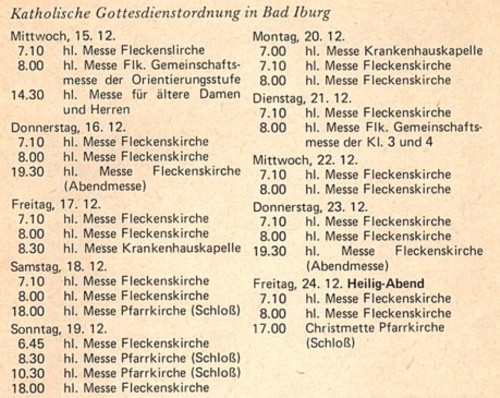 Katholische Gottesdienstordnung in Bad Iburg
Mittwoch, 15. 12.
7.10 hl. Messe Fleckenslirche
8.00 hl. Messe Flk. Gemeinschafts-
messe der Orientierungsstufe
14.30 hl. Messe für ältere Damen
und Herren
Donnerstag, 16. 12.
7.10 hl. Messe Fleckenskirche
8.00 hl. Messe Fleckenskirche
19.30 hl. Messe Fleckenskirche
(Abendmesse)
Freitag, 17. 12.
7.10 hl. Messe Fleckenskirche
8.00 hl. Messe Fleckenskirche
8.30 hl. Messe Krankenhauskapelle
Samstag, 18. 12.
7.10 hl. Messe Fleckenskirche
8.00 hl. Messe Fleckenskirche
18.00 hl. Messe Pfarrkirche (Schloß)
Sonntag, 19. 12.
6.45 hl. Messe Fleckenskirche
8.30 hl. Messe Pfarrkirche (Schloß)
10.30 hl. Messe Pfarrkirche (Schloß)
18.00 hl. Messe Fleckenskirche
Montag, 20. 12.
7.00 hl. Messe Krankenhauskapelle
7.10 hl. Messe Fleckenskirche
8.00 hl. Messe Fleckenskirche
Dienstag, 21. 12.
7.10 hl. Messe Fleckenskirche
8.00 hl. Messe Flk. Gemeinschafts-
messe der Kl. 3 und 4
Mittwoch, 22. 12.
7.10 hl. Messe Fleckenskirche
8.00 hl. Messe Fleckenskirche
Donnerstag, 23. 12.
7.10 hl. Messe Fleckenskirche
8.00 hl. Messe Fleckenskirche
19.30 hl. Messe Fleckenskirche
(Abendmesse)
Freitag, 24. 12. Heilig-Abend
7.10 hl. Messe Fleckenskirche
8.00 hl. Messe Fleckenskirche
17.00 Christmette Pfarrkirche
(Schloß)